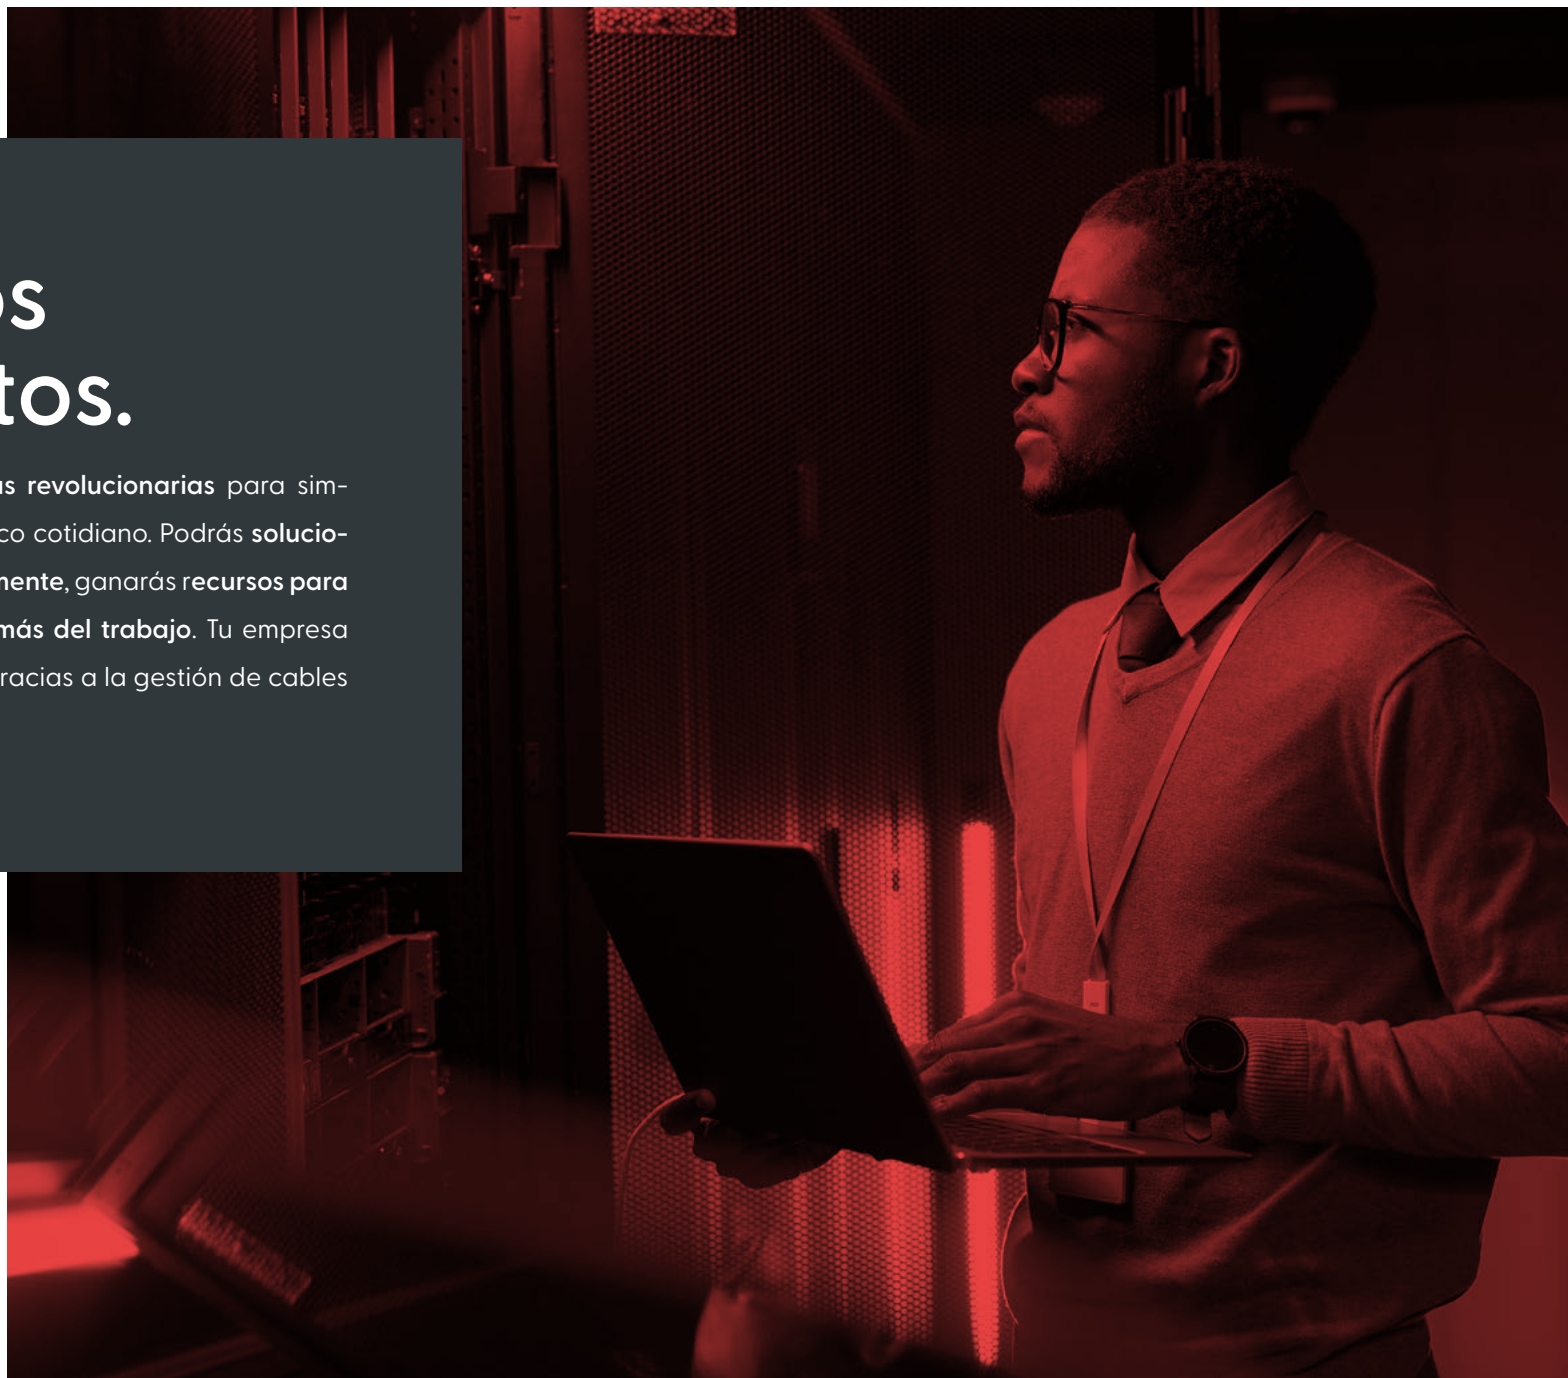 os
tos.
as revolucionarias para sim-
co cotidiano. Podrás solucio-
mente, ganarás recursos para
más del trabajo. Tu empresa
racias a la gestión de cables